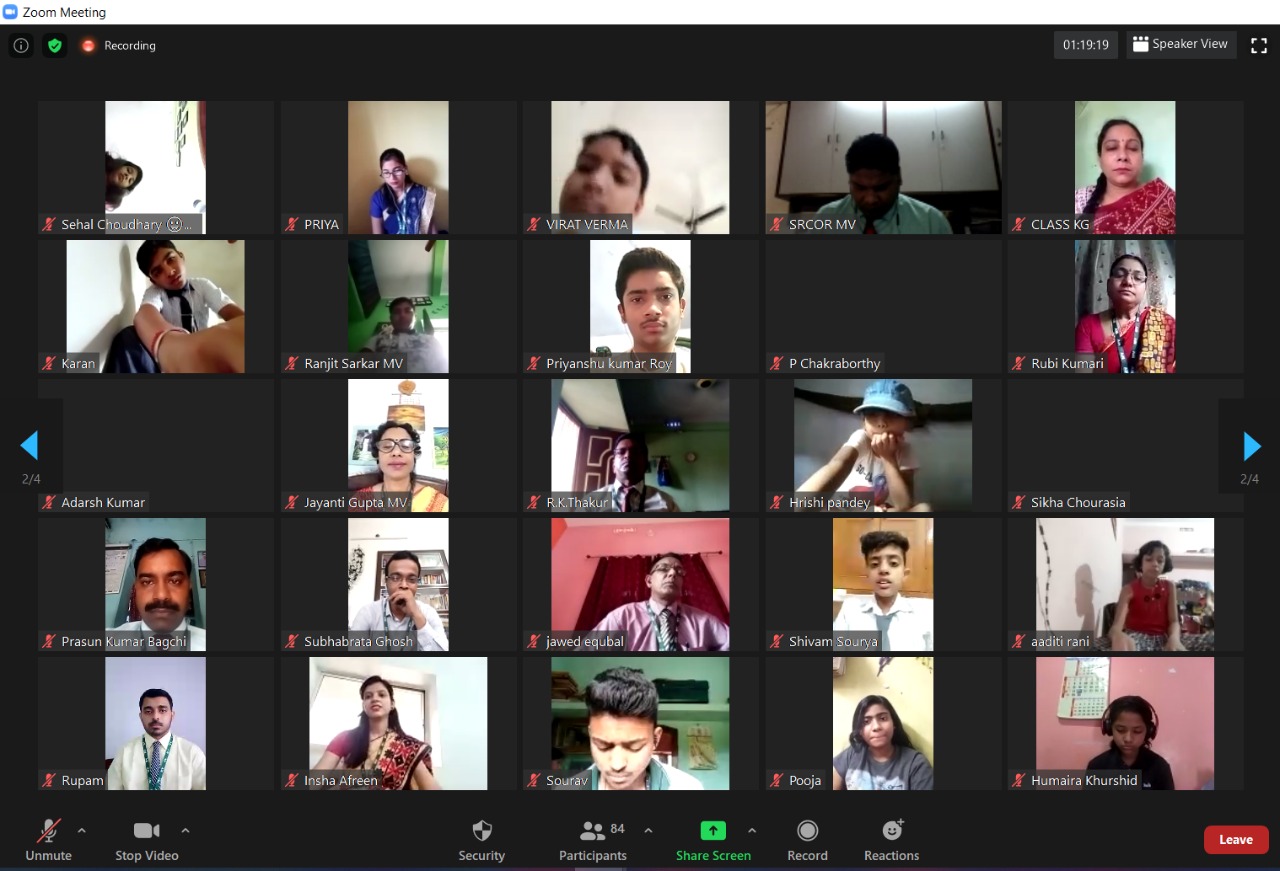 Zoom Meeting
Recording
01:19:19
Speaker View
Sehal Choudhary 😐...
PRIYA
VIRAT VERMA
SRCOR MV
CLASS KG
Karan
Ranjit Sarkar MV
Priyanshu kumar Roy
P Chakraborthy
Rubi Kumari
Adarsh Kumar
Jayanti Gupta MV
R.K.Thakur
Hrishi pandey
Sikha Chourasia
2/4
2/4
Prasun Kumar Bagchi
Subhabrata Ghosh
jawed equbal
Shivam Sourya
aaditi rani
Rupam
Insha Afreen
Sourav
Pooja
Humaira Khurshid
Unmute
Stop Video
Security
Participants 84
Share Screen
Record
Reactions
Leave